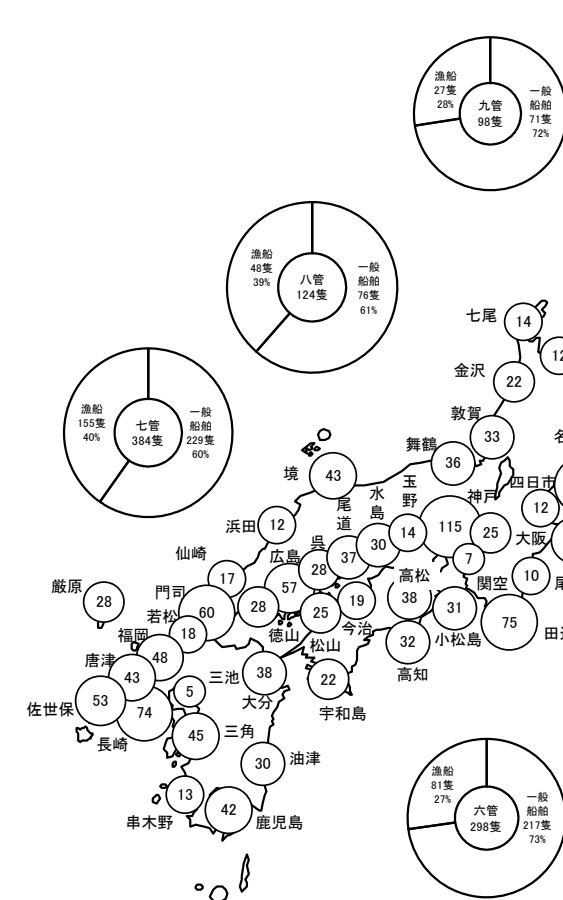 漁船
27隻
28%
九管
98隻
一般
船舶
71隻
72%
漁船
48隻
39%
八管
124隻
一般
船舶
76隻
61%
七尾
14
12
金沢
22
漁船
155隻
40%
七管
384隻
一般
船舶
229隻
60%
敦賀
33
舞鶴
36
境
43
尾道
水島
玉野
神戸
四日市
12
浜田
12
呉
28
37
30
14
115
25
大阪
7
関空
10
仙崎
17
広島
57
高松
38
厳原
28
門司
60
28
徳山
25
19
今治
31
小松島
75
田辺
若松
18
松山
32
高知
福岡
48
唐津
43
三池
5
38
大分
22
宇和島
佐世保
53
74
長崎
45
三角
30
油津
13
串木野
42
鹿児島
漁船
81隻
27%
六管
298隻
一般
船舶
217隻
73%